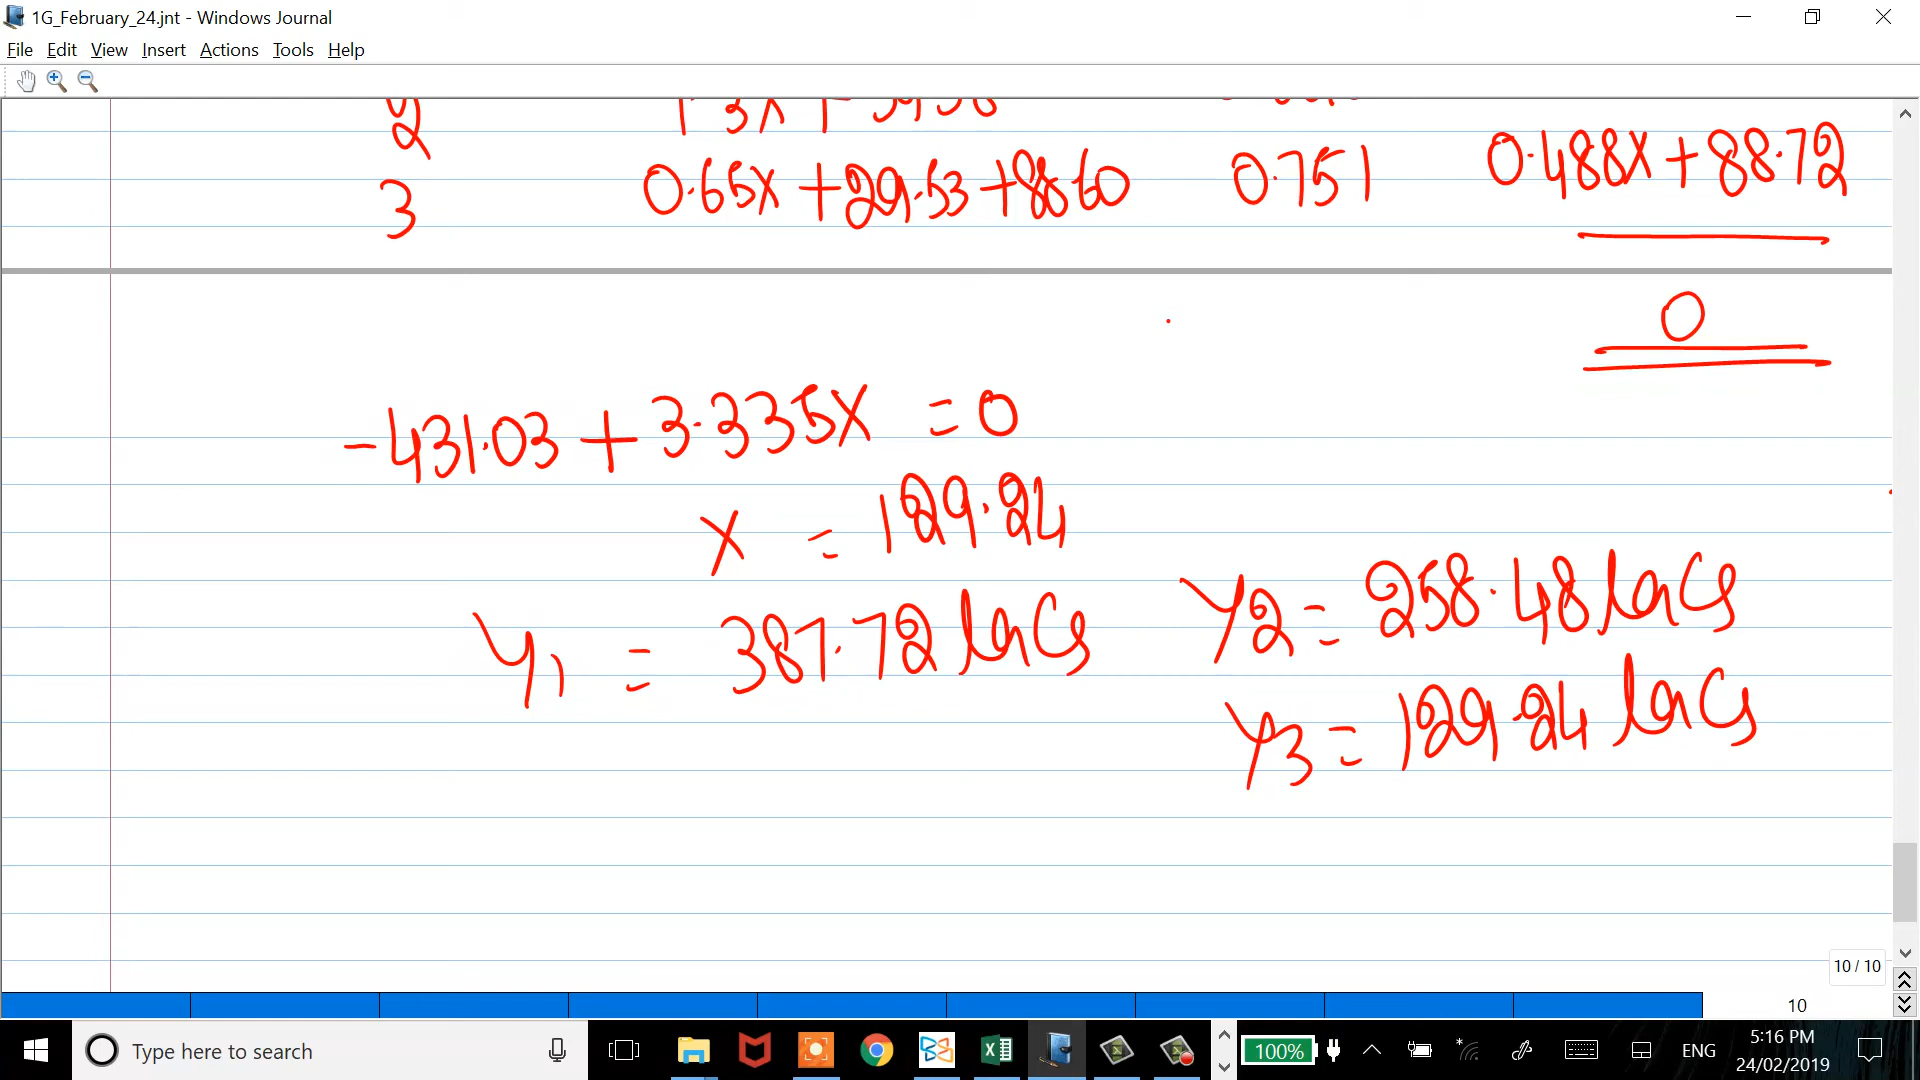 1G_February_24.jnt - Windows Journal
File Edit View Insert Actions Tools Help
2
3 0.65x + 29.53 + 88.60 0.751 0.488x + 88.72
0
-431.03 + 3.335x = 0
x = 129.24
Y1 = 387.72 lacs Y2 = 258.48 lacs
Y3 = 129.24 lacs
10 / 10
10
Type here to search
100%
ENG
5:16 PM
24/02/2019